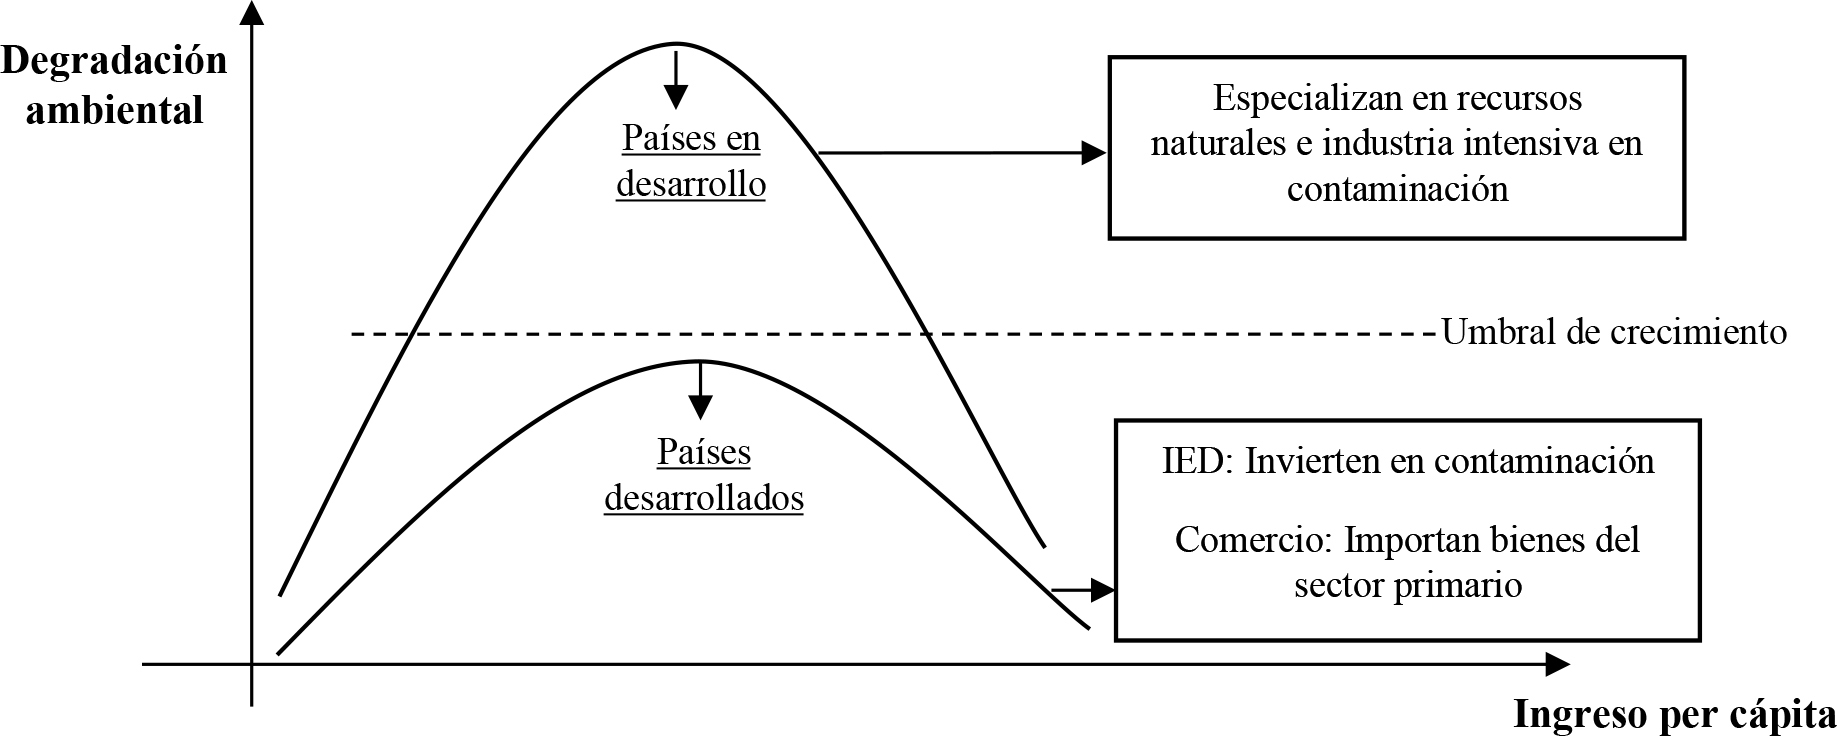 Degradación
ambiental
Países en
desarrollo
Especializan en recursos
naturales e industria intensiva en
contaminación
Umbral de crecimiento
Países
desarrollados
IED: Invierten en contaminación
Comercio: Importan bienes del
sector primario
Ingreso per cápita